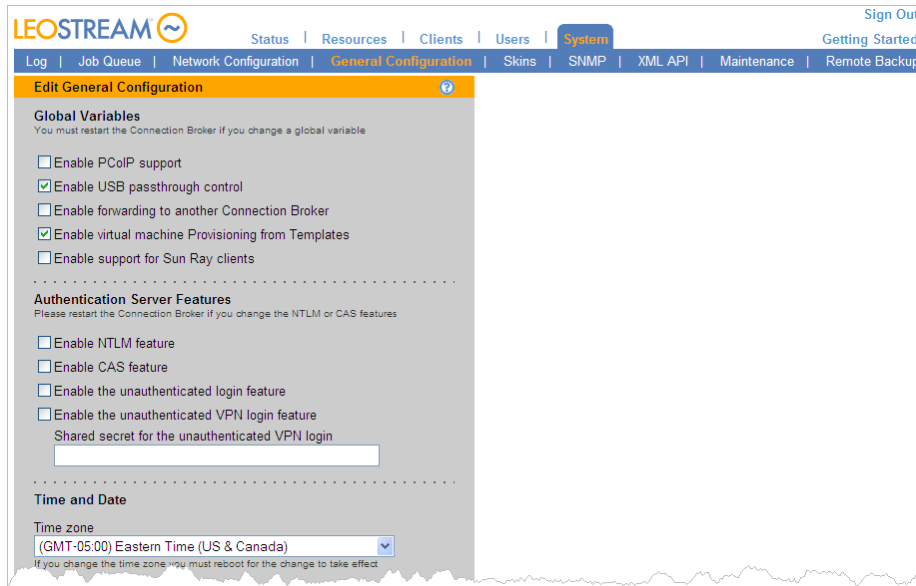 LEOSTREAM
Sign Out
Status | Resources | Clients | Users | System
Getting Started
Log | Job Queue | Network Configuration | General Configuration | Skins | SNMP | XML API | Maintenance | Remote Backup
Edit General Configuration ?
Global Variables
You must restart the Connection Broker if you change a global variable
Enable PCoIP support
Enable USB passthrough control
Enable forwarding to another Connection Broker
Enable virtual machine Provisioning from Templates
Enable support for Sun Ray clients
Authentication Server Features
Please restart the Connection Broker if you change the NTLM or CAS features
Enable NTLM feature
Enable CAS feature
Enable the unauthenticated login feature
Enable the unauthenticated VPN login feature
Shared secret for the unauthenticated VPN login
Time and Date
Time zone
(GMT-05:00) Eastern Time (US & Canada)
If you change the time zone you must reboot for the change to take effect